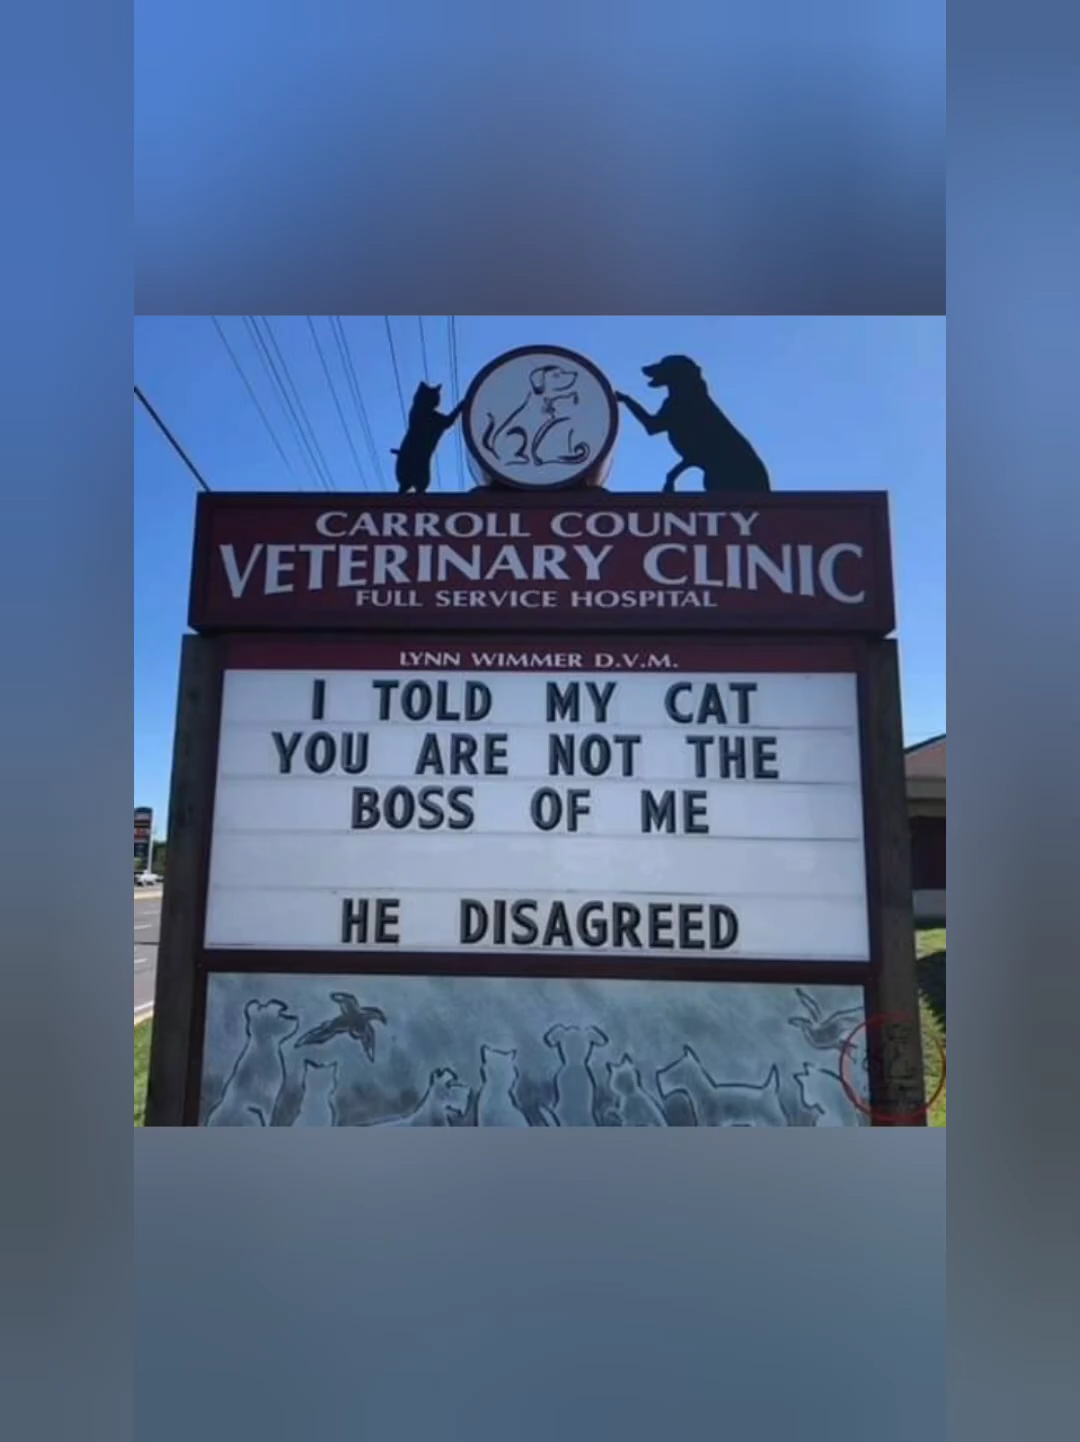 CARROLL COUNTY
VETERINARY CLINIC
FULL SERVICE HOSPITAL
LYNN WIMMER D.V.M.
I TOLD MY CAT
YOU ARE NOT THE
BOSS OF ME
HE DISAGREED